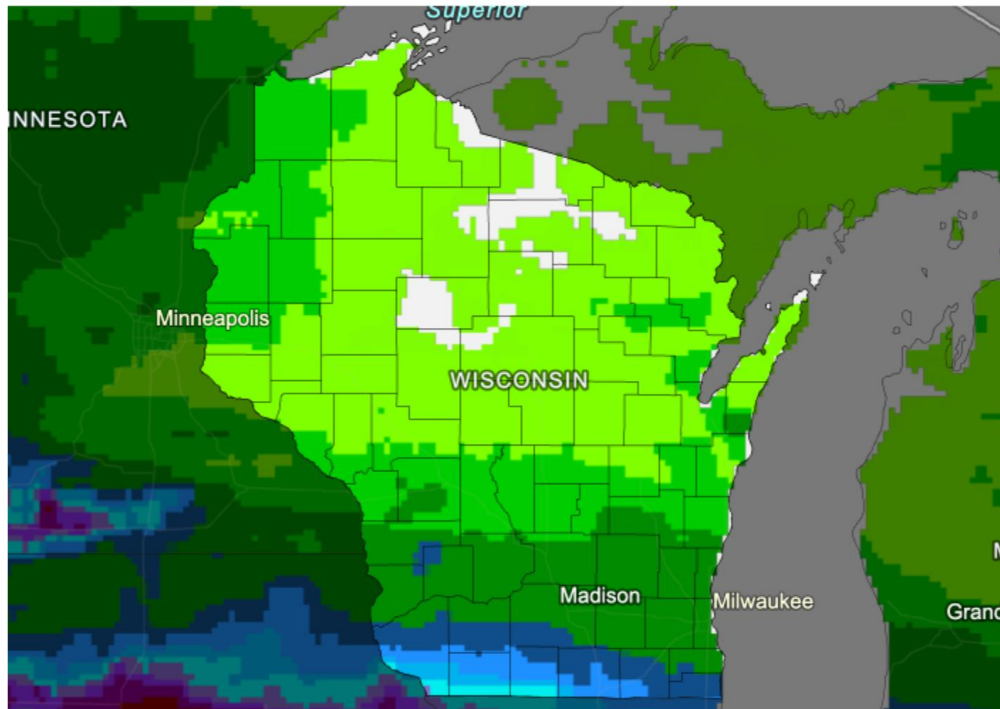 Superior
INNESOTA
Minneapolis
WISCONSIN
Madison
Milwaukee
M
Grand